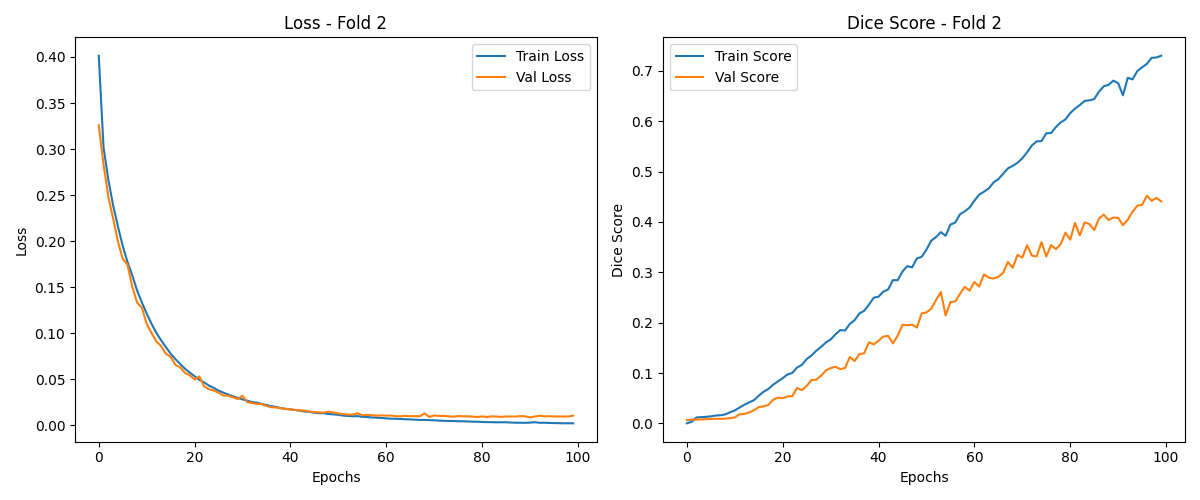 Loss - Fold 2
0.40
0.35
0.30
0.25
0.20
0.15
0.10
0.05
0.00
Loss
Train Loss
Val Loss
0 20 40 60 80 100
Epochs
Dice Score - Fold 2
0.7
0.6
0.5
0.4
0.3
0.2
0.1
0.0
Dice Score
Train Score
Val Score
0 20 40 60 80 100
Epochs